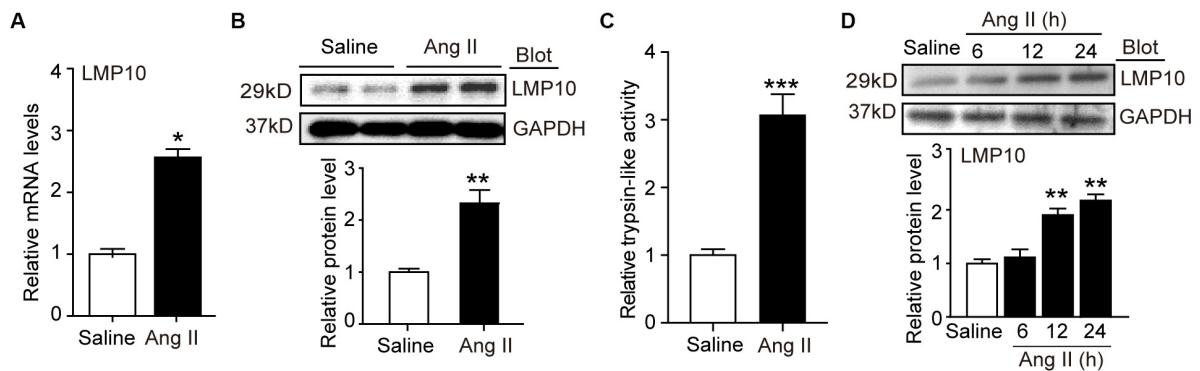 A
LMP10
Relative mRNA levels
4
3
2
1
0
Saline Ang II
*
B
Saline Ang II Blot
29kD LMP10
37kD GAPDH
Relative protein level
3
2
1
0
**
Saline Ang II
C
Relative trypsin-like activity
4
3
2
1
0
***
Saline Ang II
D
Ang II (h)
Saline 6 12 24 Blot
29kD LMP10
37kD GAPDH
LMP10
Relative protein level
3
2
1
0
** **
Saline 6 12 24
Ang II (h)